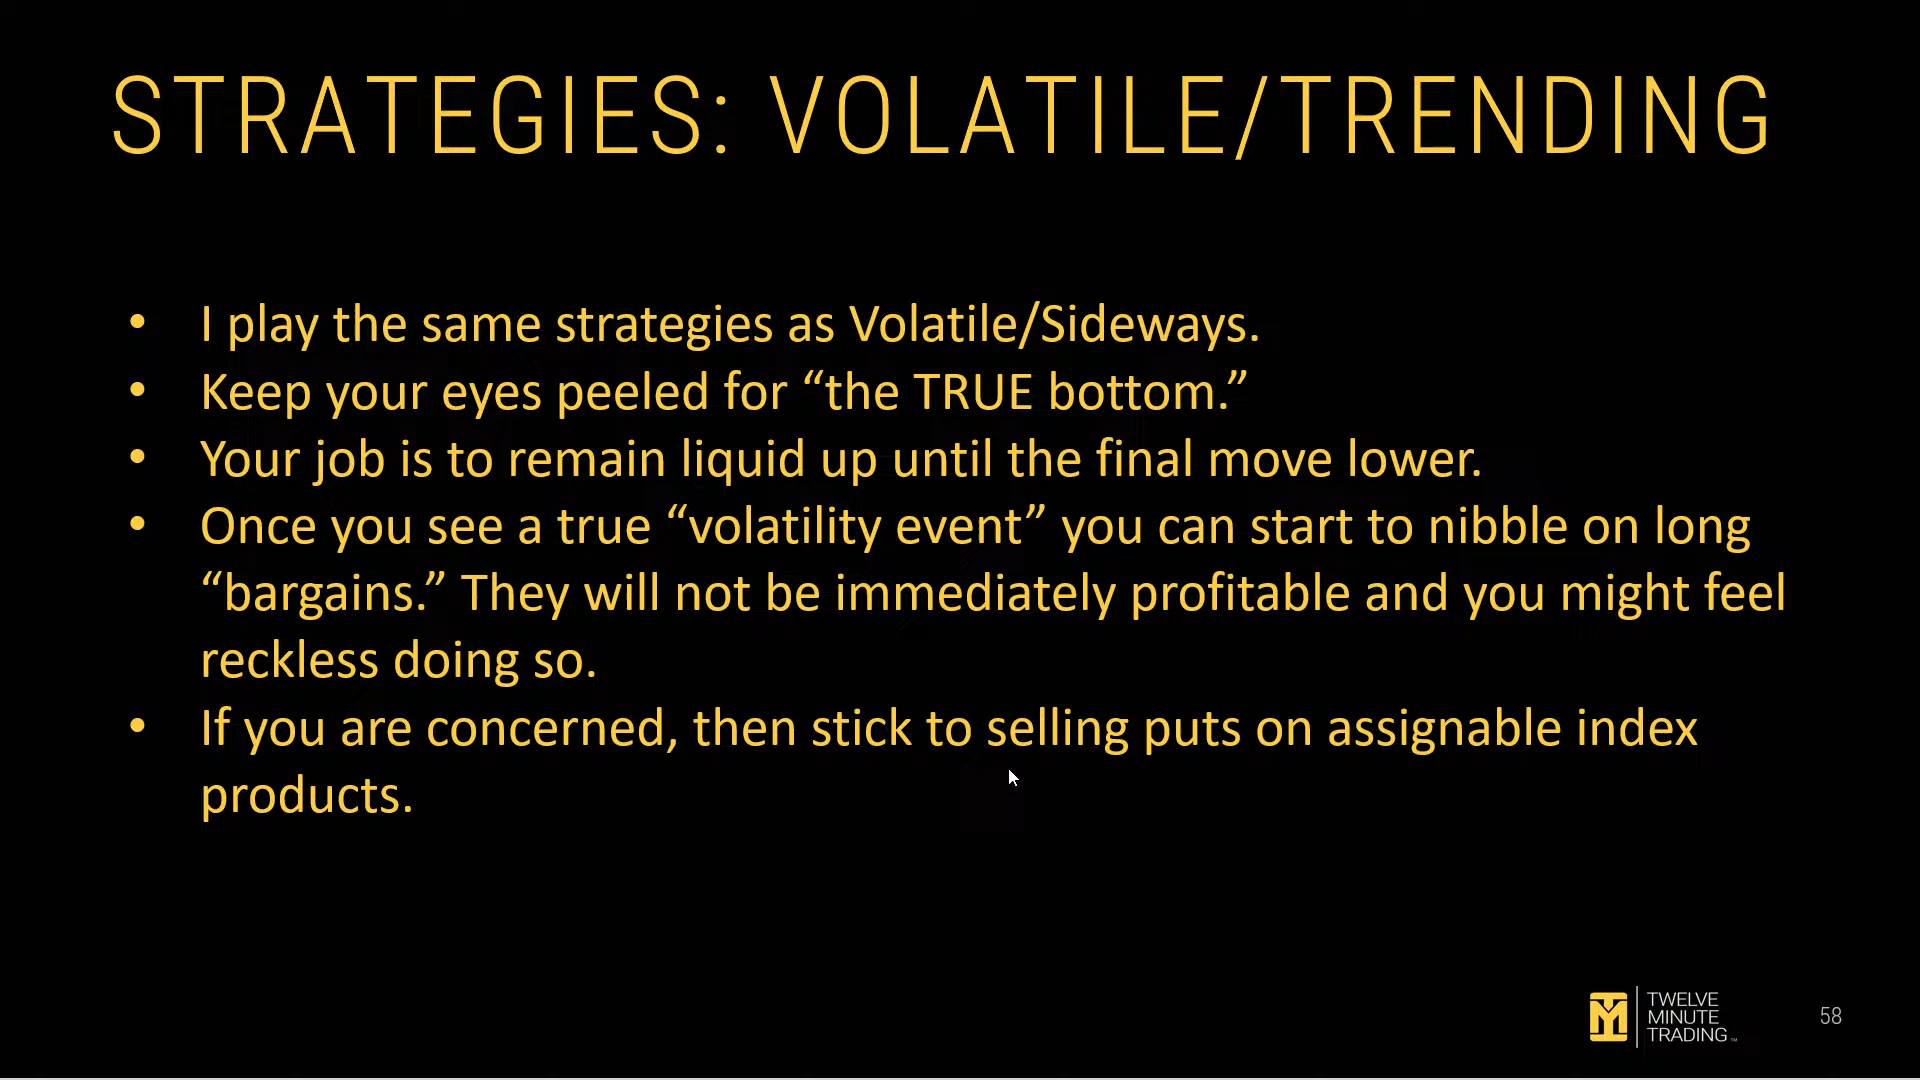 STRATEGIES: VOLATILE/TRENDING
• I play the same strategies as Volatile/Sideways.
• Keep your eyes peeled for “the TRUE bottom.”
• Your job is to remain liquid up until the final move lower.
• Once you see a true “volatility event” you can start to nibble on long
“bargains.” They will not be immediately profitable and you might feel
reckless doing so.
• If you are concerned, then stick to selling puts on assignable index
products.
TWELVE
MINUTE
TRADING™
58